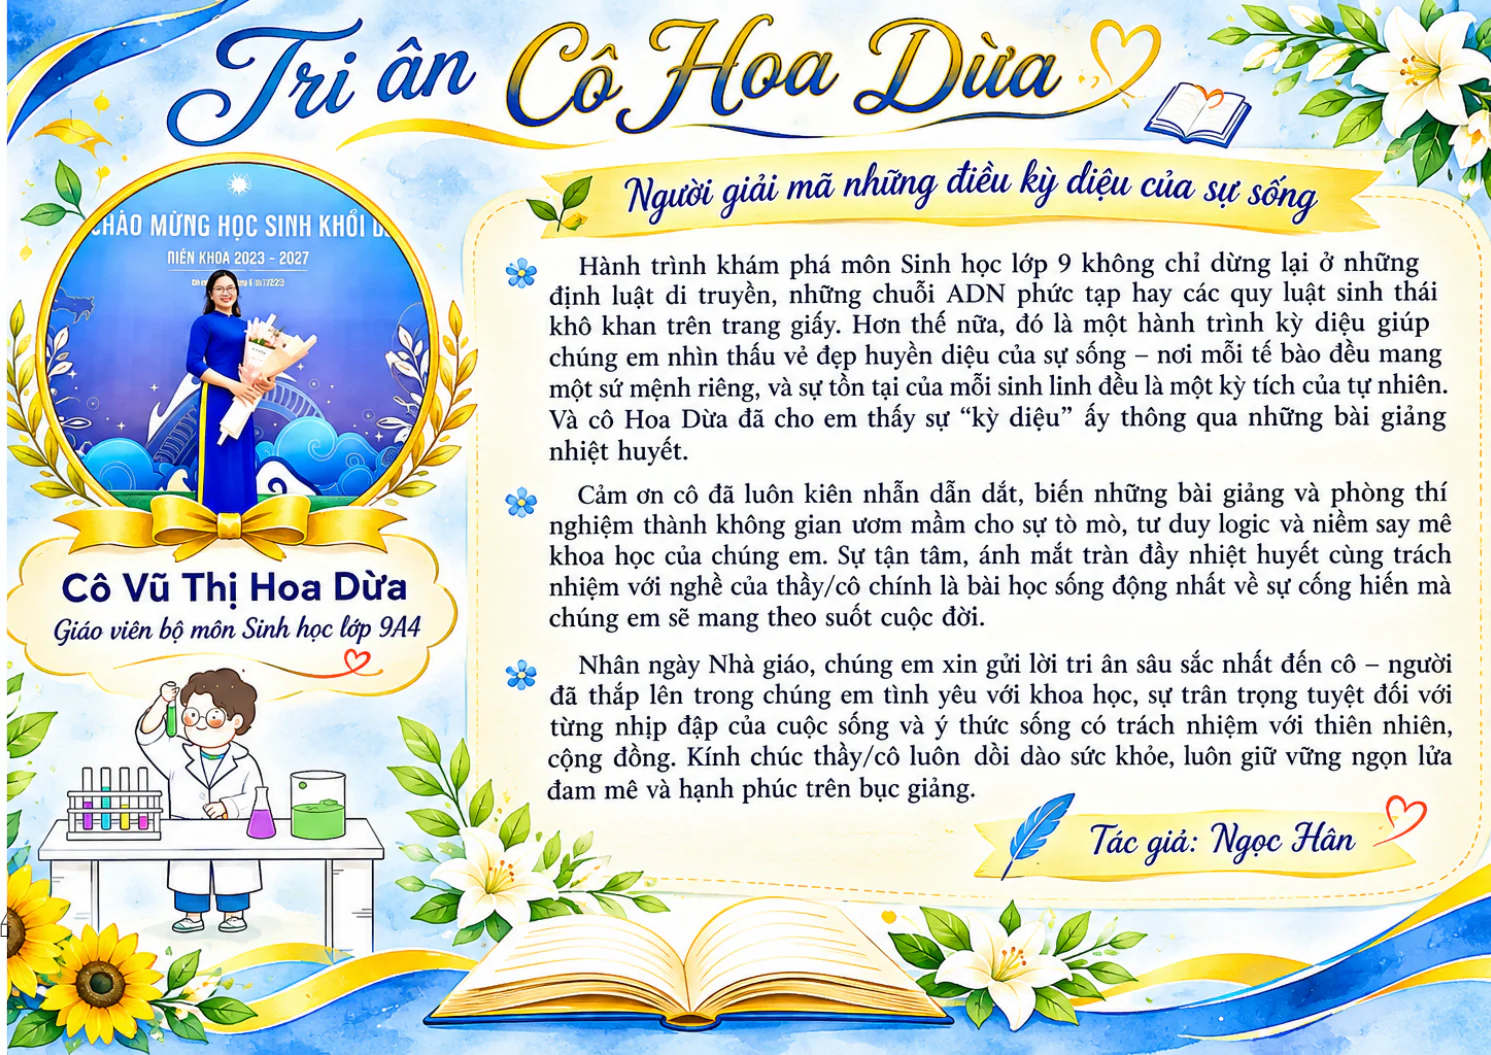 Tri ân Cô Hoa Dừa
CHÀO MỪNG HỌC SINH KHỐI
NIÊN KHOA 2023 - 2027
Cô Vũ Thị Hoa Dừa
Giáo viên bộ môn Sinh học lớp 9A4
Người giải mã những điều kỳ diệu của sự sống
Hành trình khám phá môn Sinh học lớp 9 không chỉ dừng lại ở những
định luật di truyền, những chuỗi ADN phức tạp hay các quy luật sinh thái
khô khan trên trang giấy. Hơn thế nữa, đó là một hành trình kỳ diệu giúp
chúng em nhìn thấu vẻ đẹp huyền diệu của sự sống – nơi mỗi tế bào đều mang
một sứ mệnh riêng, và sự tồn tại của mỗi sinh linh đều là một kỳ tích của tự nhiên.
Và cô Hoa Dừa đã cho em thấy sự “kỳ diệu” ấy thông qua những bài giảng
nhiệt huyết.
Cảm ơn cô đã luôn kiên nhẫn dẫn dắt, biến những bài giảng và phòng thí
nghiệm thành không gian ươm mầm cho sự tò mò, tư duy logic và niềm say mê
khoa học của chúng em. Sự tận tâm, ánh mắt tràn đầy nhiệt huyết cùng trách
nhiệm với nghề của thầy/cô chính là bài học sống động nhất về sự cống hiến mà
chúng em sẽ mang theo suốt cuộc đời.
Nhân ngày Nhà giáo, chúng em xin gửi lời tri ân sâu sắc nhất đến cô – người
đã thắp lên trong chúng em tình yêu với khoa học, sự trân trọng tuyệt đối với
từng nhịp đập của cuộc sống và ý thức sống có trách nhiệm với thiên nhiên,
cộng đồng. Kính chúc thầy/cô luôn dồi dào sức khỏe, luôn giữ vững ngọn lửa
đam mê và hạnh phúc trên bục giảng.
Tác giả: Ngọc Hân